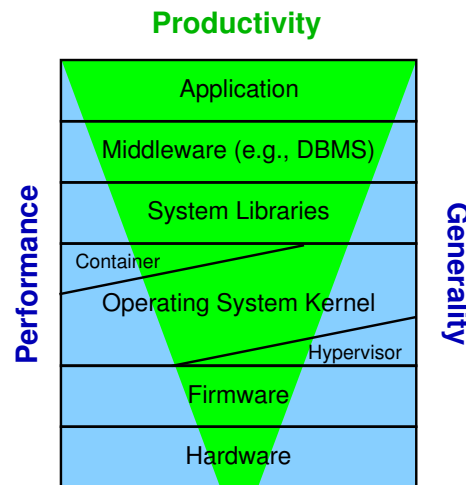 Productivity
Application
Middleware (e.g., DBMS)
System Libraries
Performance
Generality
Container
Operating System Kernel
Hypervisor
Firmware
Hardware